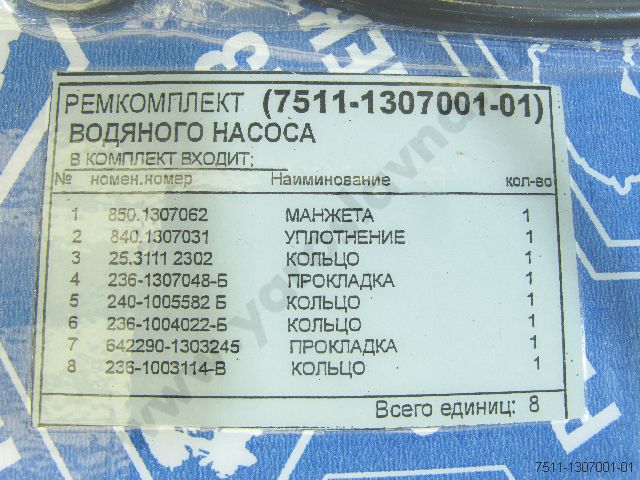 РЕМКОМПЛЕКТ (7511-1307001-01)
ВОДЯНОГО НАСОСА
В КОМПЛЕКТ ВХОДИТ;
№ номен.номер Наиминование кол-во
1 850.1307062 МАНЖЕТА 1
2 840.1307031 УПЛОТНЕНИЕ 1
3 25.3111 2302 КОЛЬЦО 1
4 236-1307048-Б ПРОКЛАДКА 1
5 240-1005582 Б КОЛЬЦО 1
6 236-1004022-Б КОЛЬЦО 1
7 642290-1303245 ПРОКЛАДКА 1
8 236-1003114-В КОЛЬЦО 1
Всего единиц: 8
7511-1307001-01